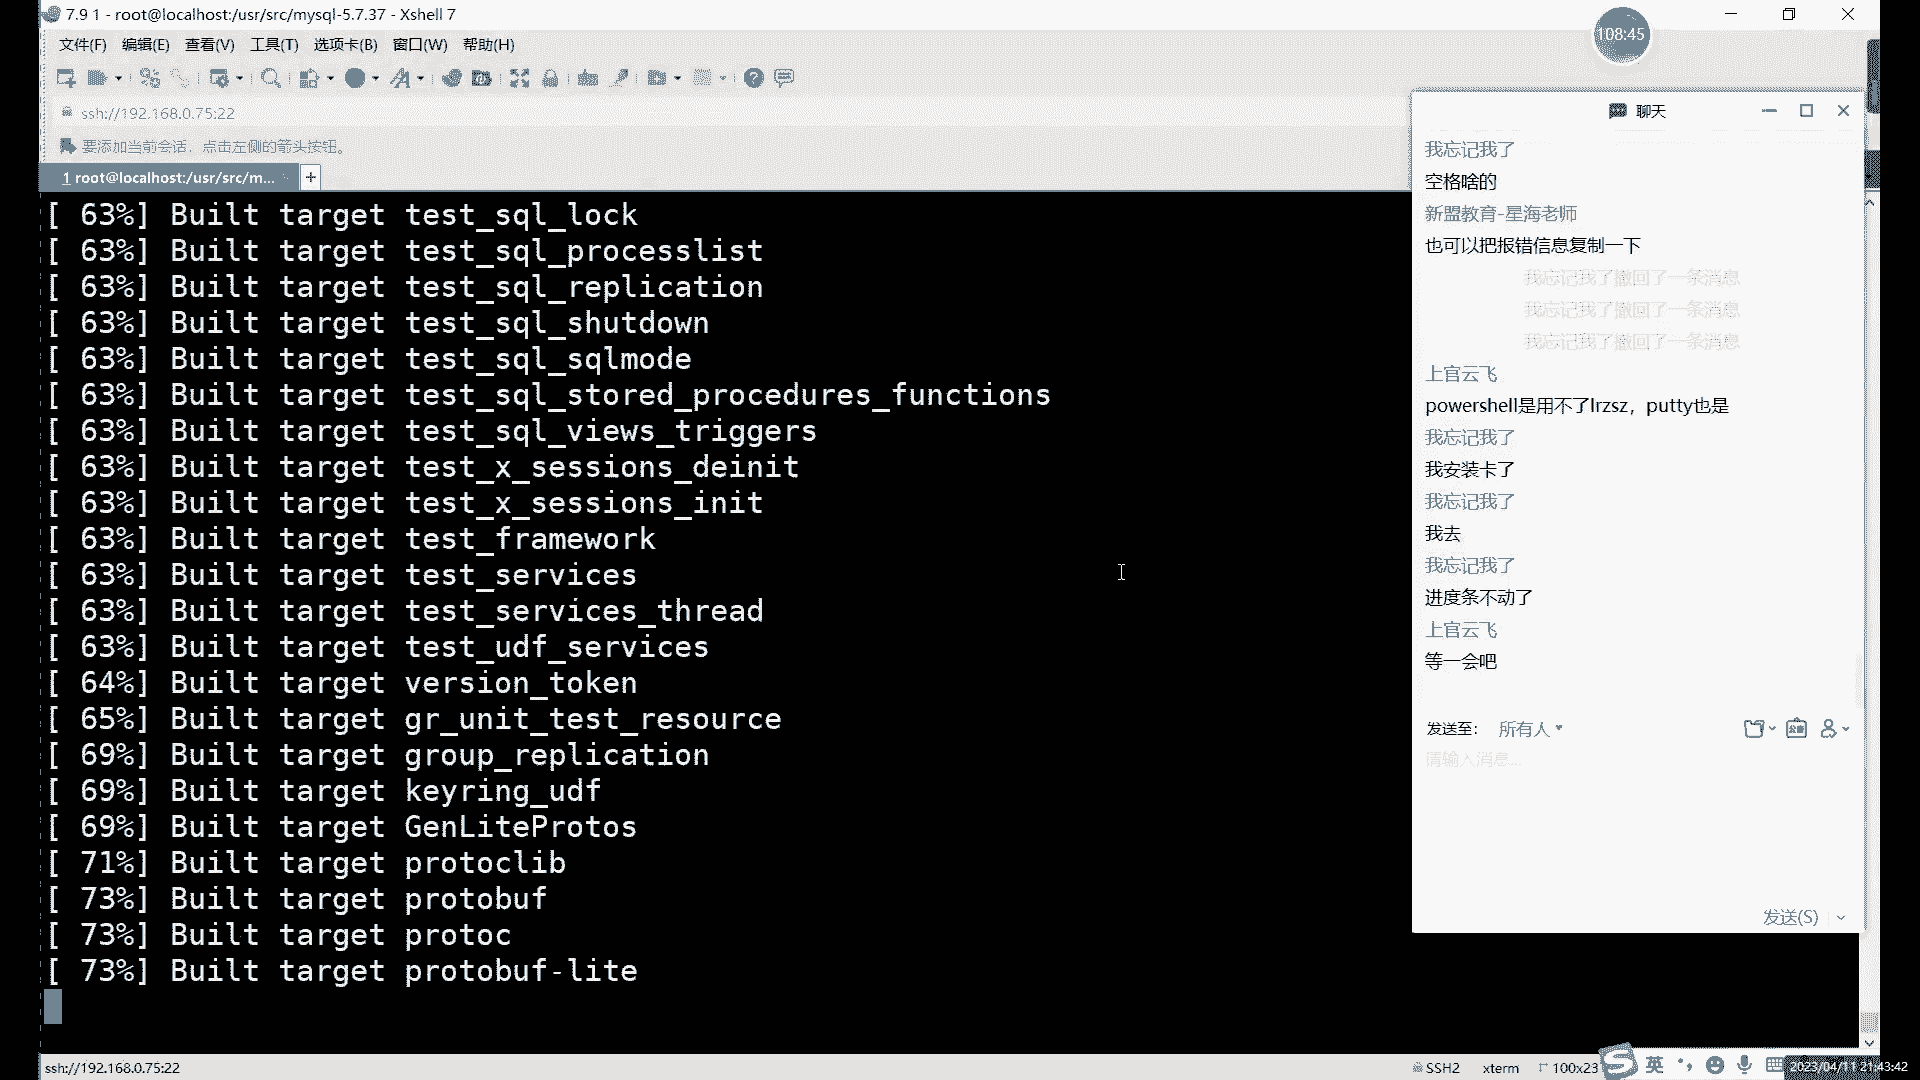 7.9 1 - root@localhost:/usr/src/mysql-5.7.37 - Xshell 7
108:45
文件(F) 编辑(E) 查看(V) 工具(T) 选项卡(B) 窗口(W) 帮助(H)
ssh://192.168.0.75:22
要添加当前会话，点击左侧的箭头按钮。
1 root@localhost:/usr/src/m...
+
[ 63%] Built target test_sql_lock
[ 63%] Built target test_sql_processlist
[ 63%] Built target test_sql_replication
[ 63%] Built target test_sql_shutdown
[ 63%] Built target test_sql_sqlmode
[ 63%] Built target test_sql_stored_procedures_functions
[ 63%] Built target test_sql_views_triggers
[ 63%] Built target test_x_sessions_deinit
[ 63%] Built target test_x_sessions_init
[ 63%] Built target test_framework
[ 63%] Built target test_services
[ 63%] Built target test_services_thread
[ 63%] Built target test_udf_services
[ 64%] Built target version_token
[ 65%] Built target gr_unit_test_resource
[ 69%] Built target group_replication
[ 69%] Built target keyring_udf
[ 69%] Built target GenLiteProtos
[ 71%] Built target protoclib
[ 73%] Built target protobuf
[ 73%] Built target protoc
[ 73%] Built target protobuf-lite
聊天
我忘记我了
空格啥的
新盟教育-星海老师
也可以把报错信息复制一下
我忘记我了撤回了一条消息
我忘记我了撤回了一条消息
我忘记我了撤回了一条消息
上官云飞
powershell是用不了lrzsz，putty也是
我忘记我了
我安装卡了
我忘记我了
我去
我忘记我了
进度条不动了
上官云飞
等一会吧
发送至： 所有人
请输入消息...
发送(S)
ssh://192.168.0.75:22
SSH2 xterm 100x23
英
2023/04/11 21:43:42